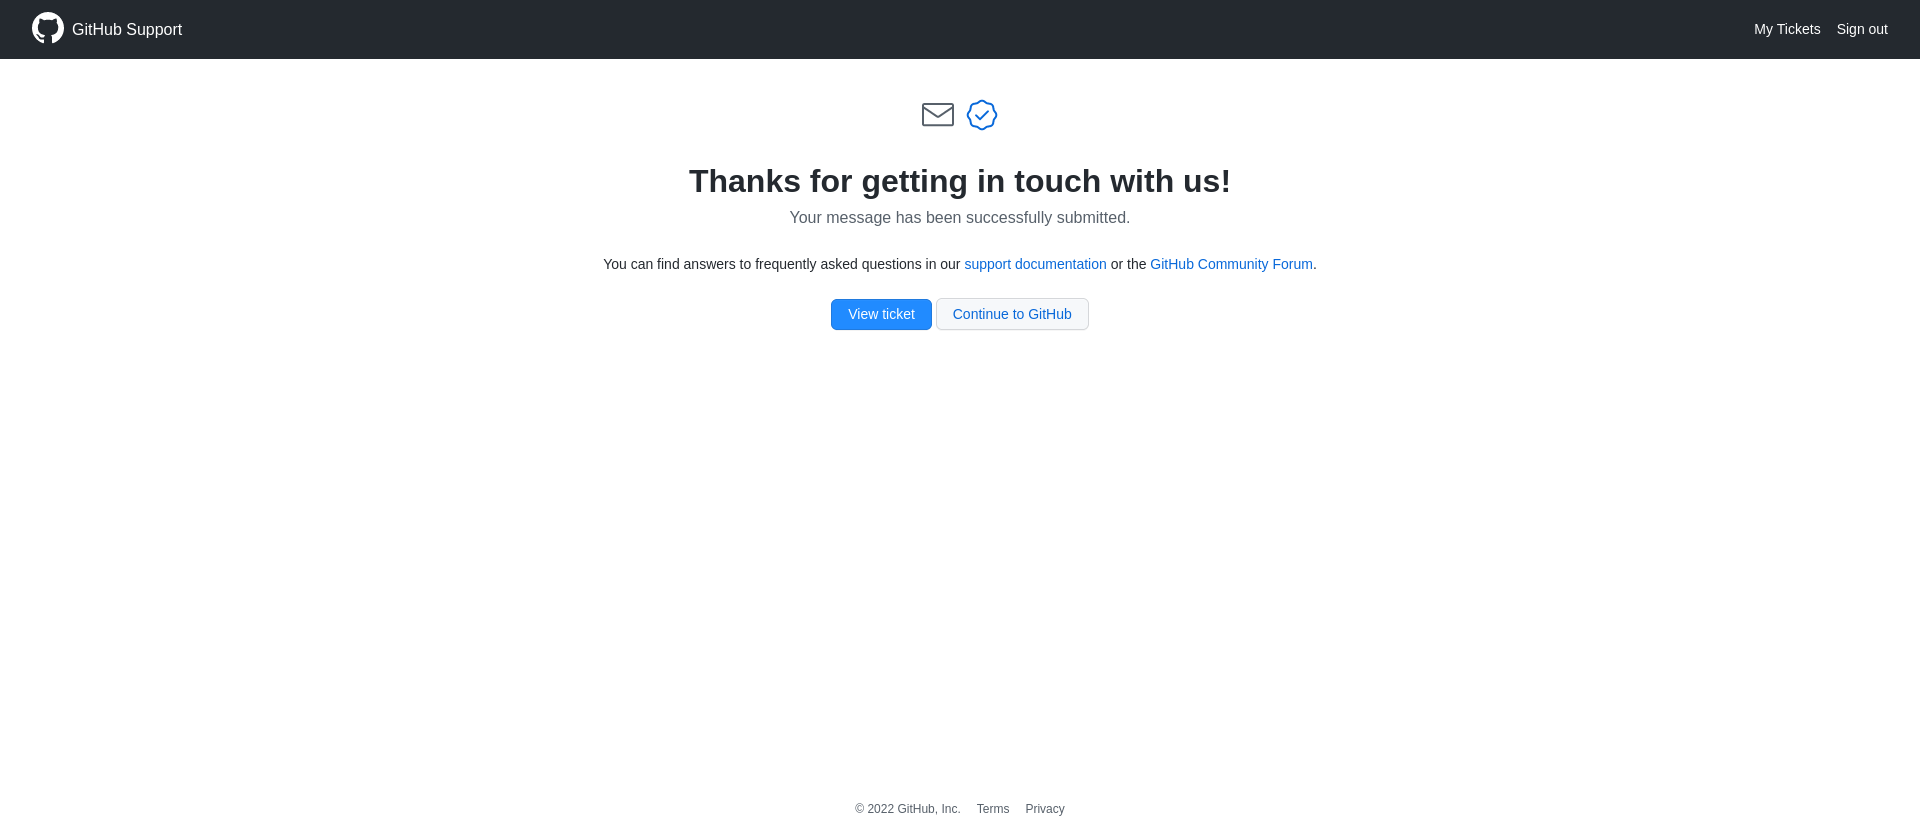 GitHub Support
My Tickets Sign out
Thanks for getting in touch with us!
Your message has been successfully submitted.
You can find answers to frequently asked questions in our support documentation or the GitHub Community Forum.
View ticket Continue to GitHub
© 2022 GitHub, Inc. Terms Privacy